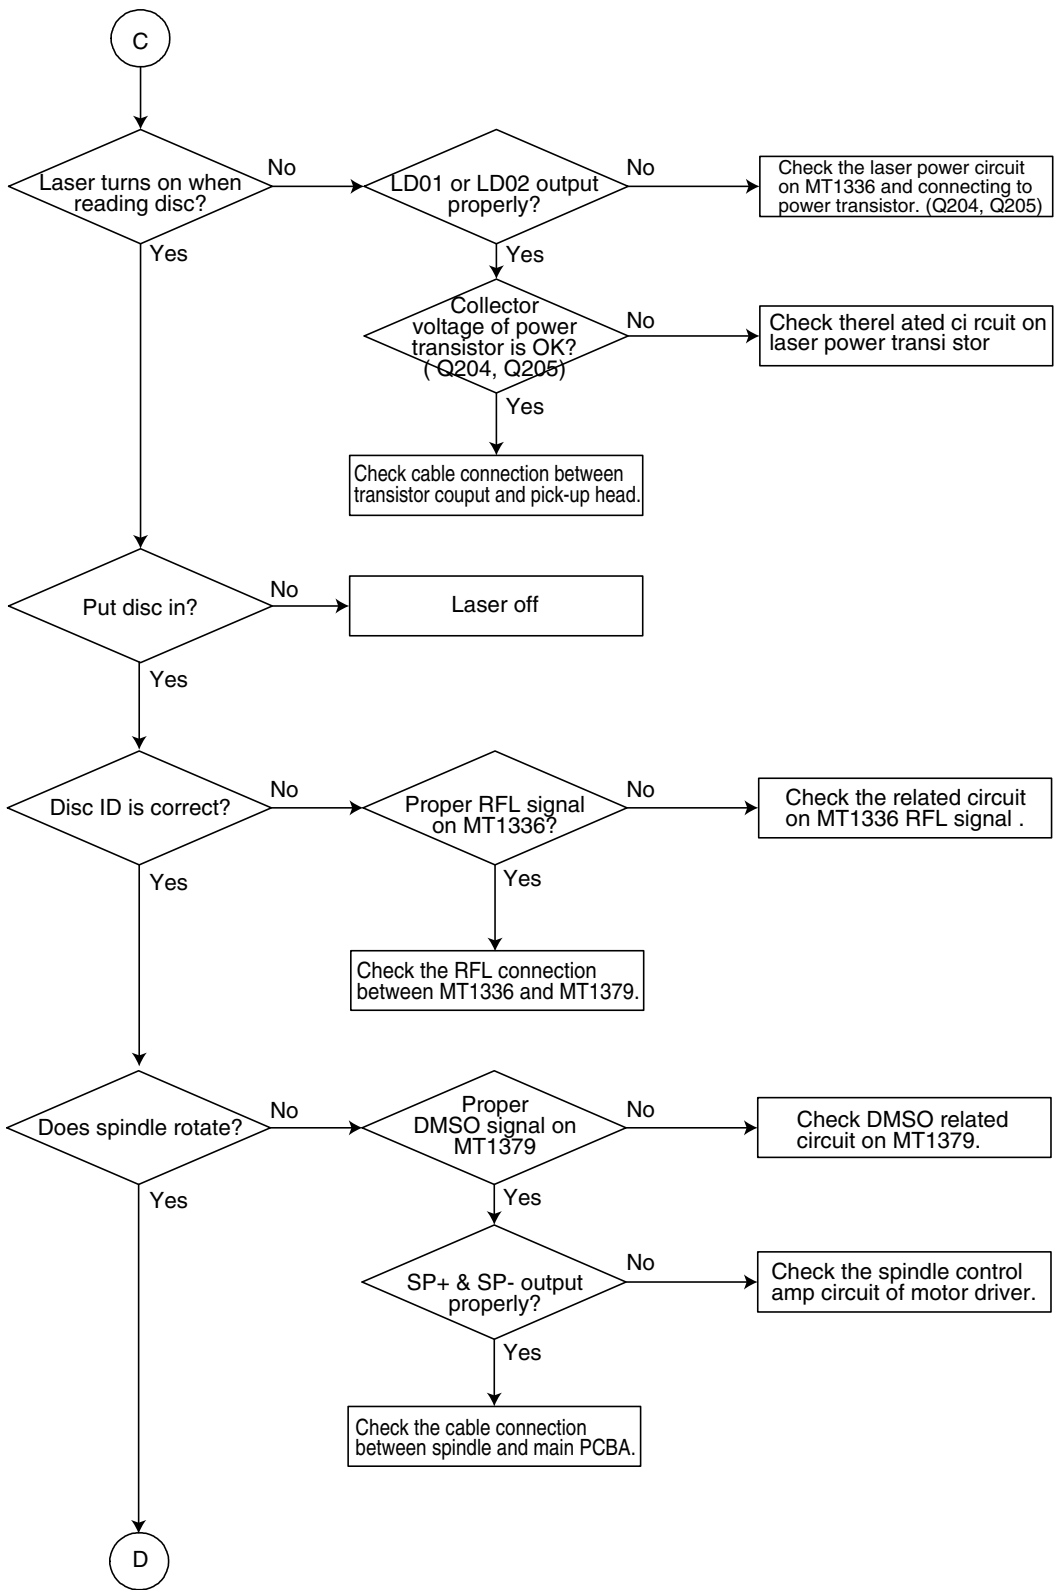 C
Laser turns on when
reading disc?
No
LD01 or LD02 output
properly?
No
Check the laser power circuit
on MT1336 and connecting to
power transistor. (Q204, Q205)
Yes
Yes
Collector
voltage of power
transistor is OK?
( Q204, Q205)
No
Check therel ated ci rcuit on
laser power transi stor
Yes
Check cable connection between
transistor couput and pick-up head.
Put disc in?
No
Laser off
Yes
Disc ID is correct?
No
Proper RFL signal
on MT1336?
No
Check the related circuit
on MT1336 RFL signal .
Yes
Yes
Check the RFL connection
between MT1336 and MT1379.
Does spindle rotate?
No
Proper
DMSO signal on
MT1379
No
Check DMSO related
circuit on MT1379.
Yes
Yes
SP+ & SP- output
properly?
No
Check the spindle control
amp circuit of motor driver.
Yes
Check the cable connection
between spindle and main PCBA.
D